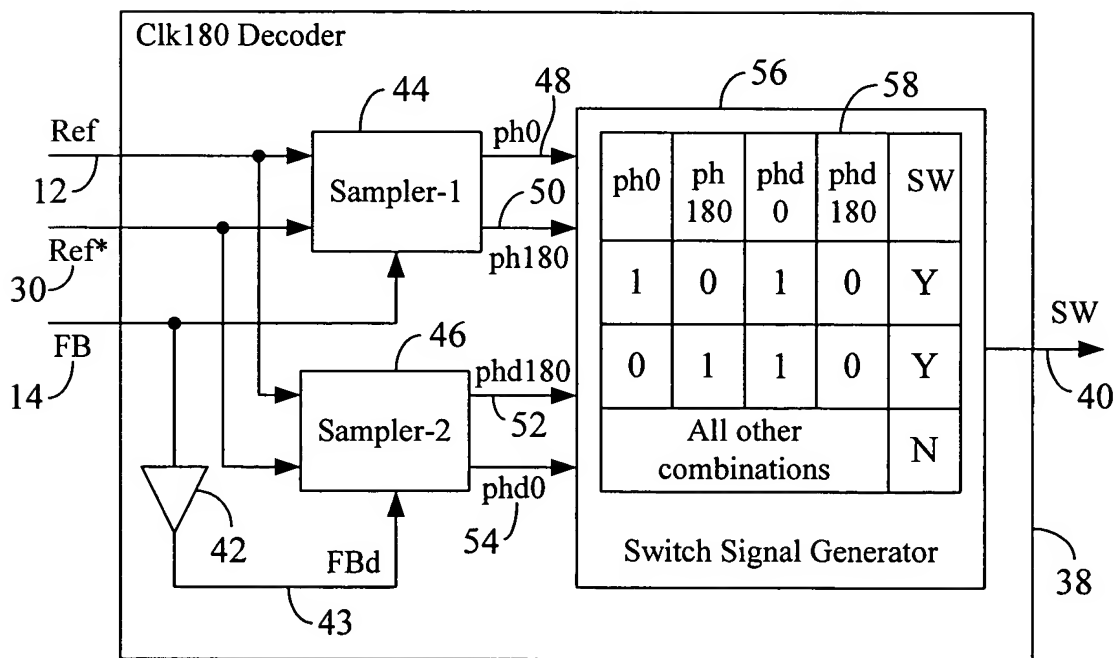 Clk180 Decoder
Ref
12
Ref*
30
FB
14
44
Sampler-1
ph0
48
50
ph180
46
Sampler-2
phd180
52
phd0
54
42
FBd
43
56
58
ph0 ph 180 phd 0 phd 180 SW
1 0 1 0 Y
0 1 1 0 Y
All other
combinations
N
Switch Signal Generator
SW
40
38